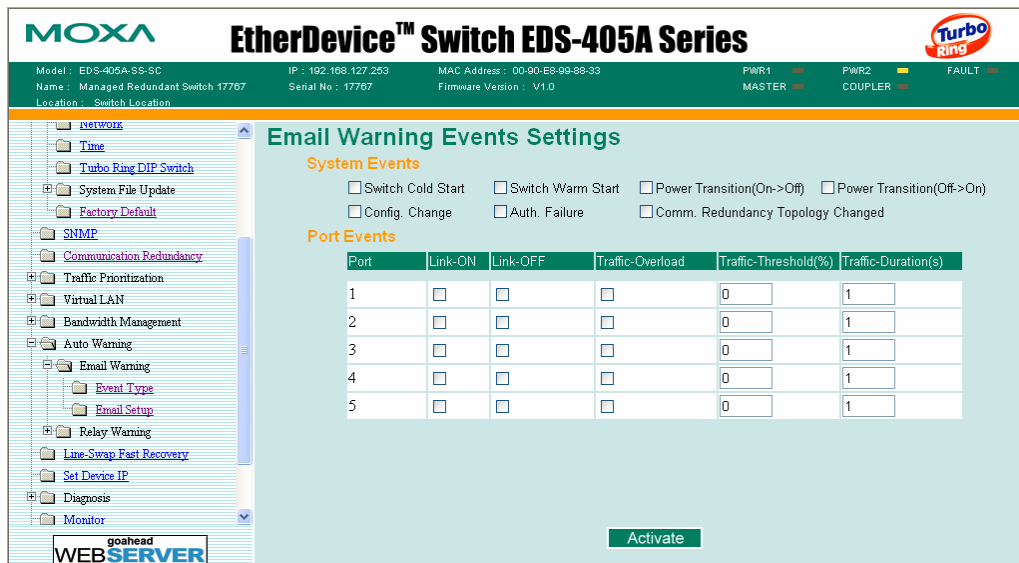 MOXA
EtherDevice™ Switch EDS-405A Series
Turbo Ring
Model : EDS-405A-SS-SC
IP : 192.168.127.253
MAC Address : 00-90-E8-99-88-33
PWR1
PWR2
FAULT
Name : Managed Redundant Switch 17767
Serial No : 17767
Firmware Version : V1.0
MASTER
COUPLER
Location : Switch Location
Network
Time
Turbo Ring DIP Switch
System File Update
Factory Default
SNMP
Communication Redundancy
Traffic Prioritization
Virtual LAN
Bandwidth Management
Auto Warning
Email Warning
Event Type
Email Setup
Relay Warning
Line-Swap Fast Recovery
Set Device IP
Diagnosis
Monitor
goahead
WEBSERVER
Email Warning Events Settings
System Events
Switch Cold Start
Switch Warm Start
Power Transition(On->Off)
Power Transition(Off->On)
Config. Change
Auth. Failure
Comm. Redundancy Topology Changed
Port Events
Port Link-ON Link-OFF Traffic-Overload Traffic-Threshold(%) Traffic-Duration(s)
1 0 1
2 0 1
3 0 1
4 0 1
5 0 1
Activate